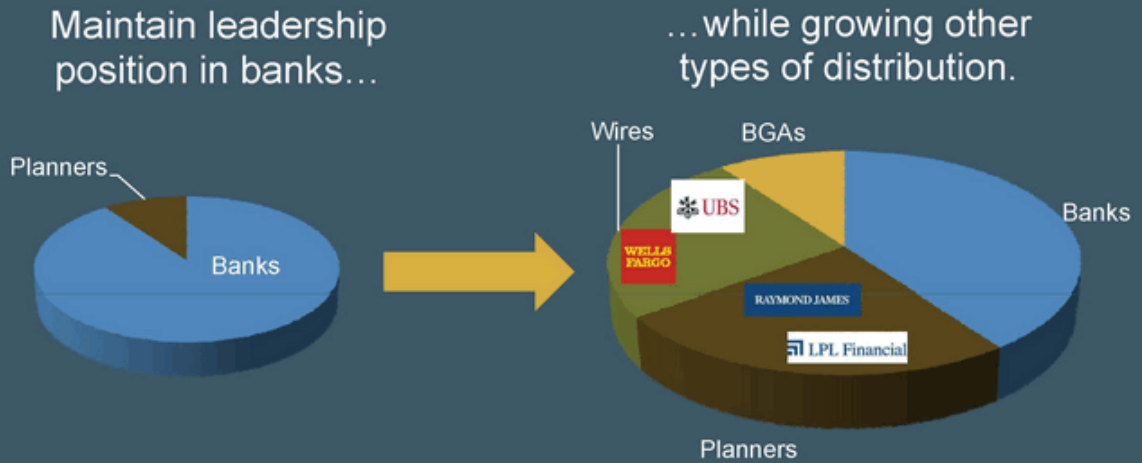 Maintain leadership
position in banks…
…while growing other
types of distribution.
Planners
Banks
Wires
BGAs
Banks
UBS
WELLS
FARGO
RAYMOND JAMES
LPL Financial
Planners